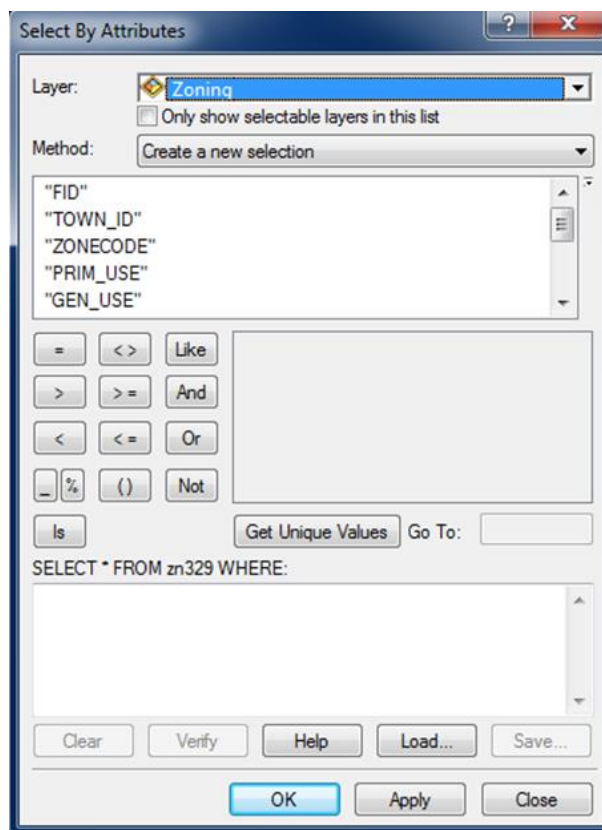 Select By Attributes
?
X
Layer:
Zoning
Only show selectable layers in this list
Method:
Create a new selection
"FID"
"TOWN_ID"
"ZONECODE"
"PRIM_USE"
"GEN_USE"
= < > Like
> > = And
< < = Or
_ % ( ) Not
Is Get Unique Values Go To:
SELECT * FROM zn329 WHERE:
Clear Verify Help Load... Save...
OK Apply Close